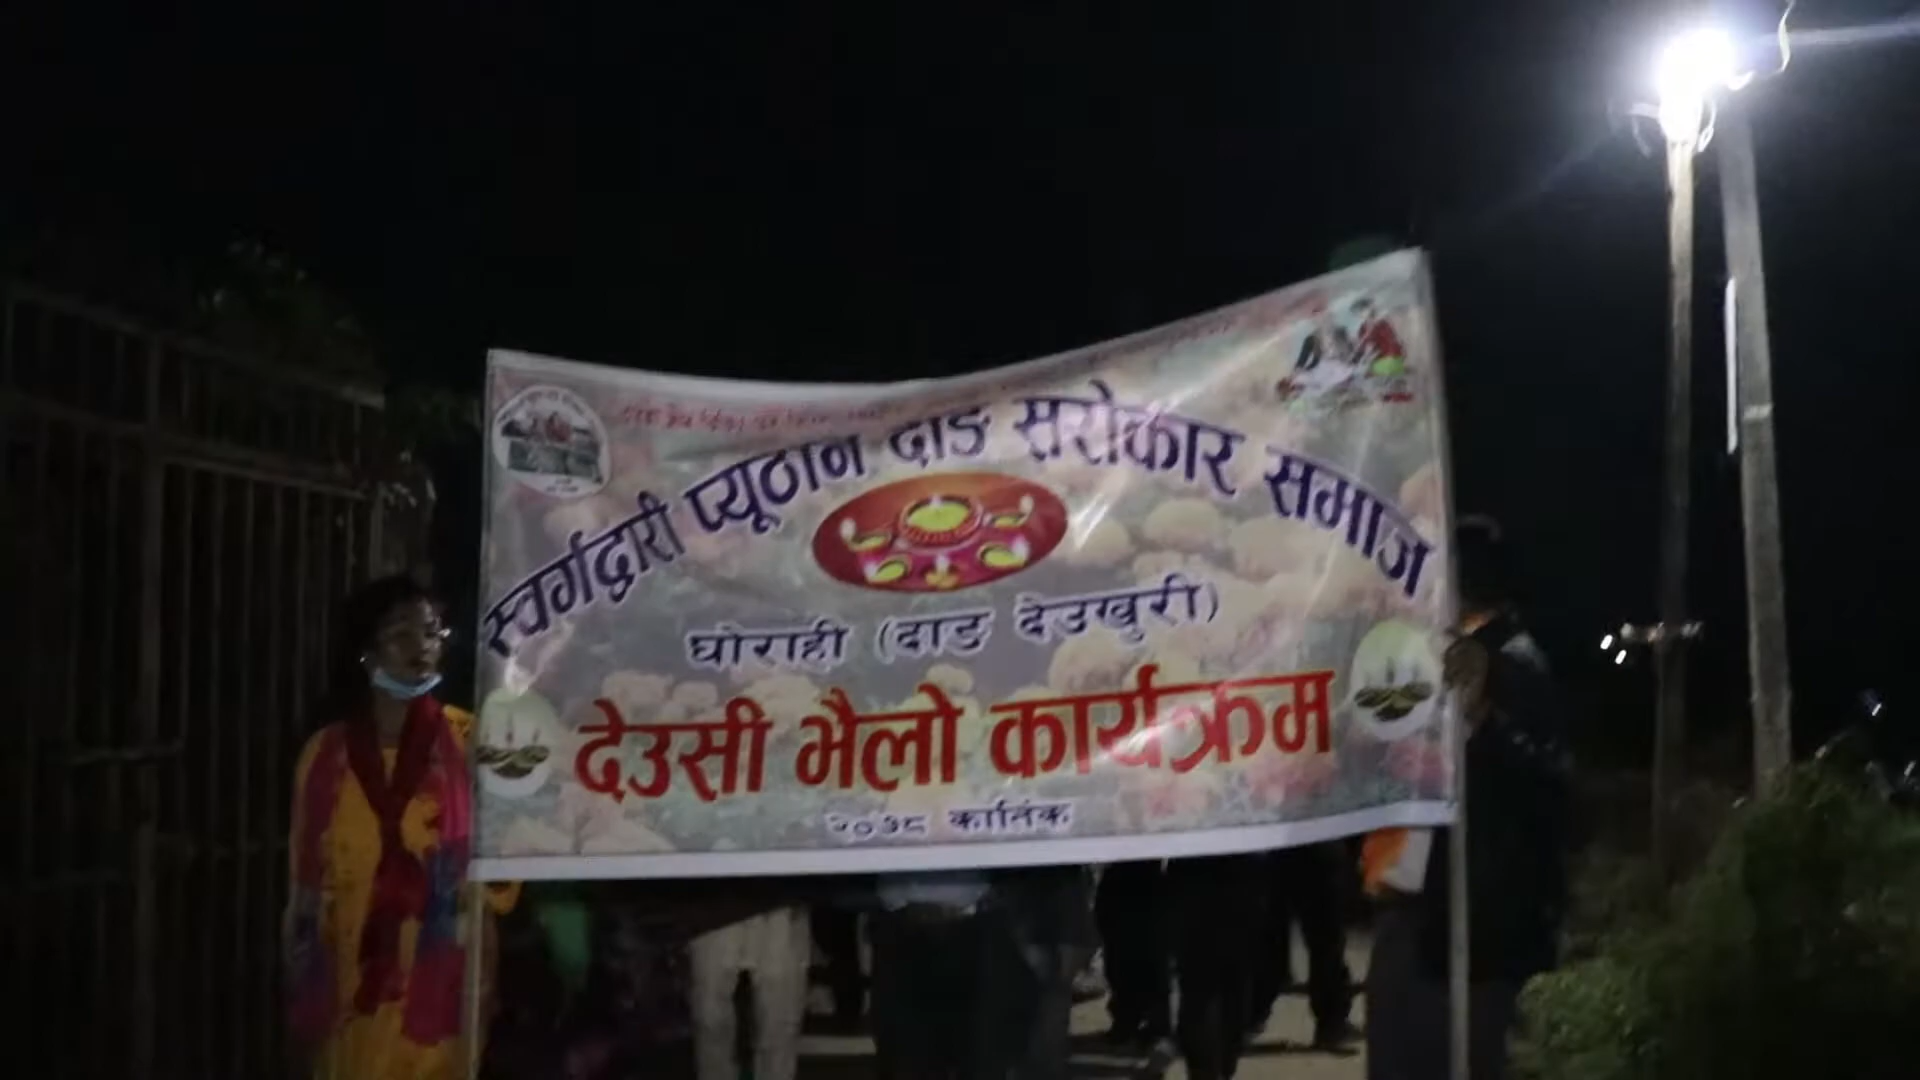 स्वर्गद्वारी प्यूठान दाङ सरोकार समाज
घोराही (दाङ देउखुरी)
देउसी भैलो कार्यक्रम
२०७८ कार्तिक